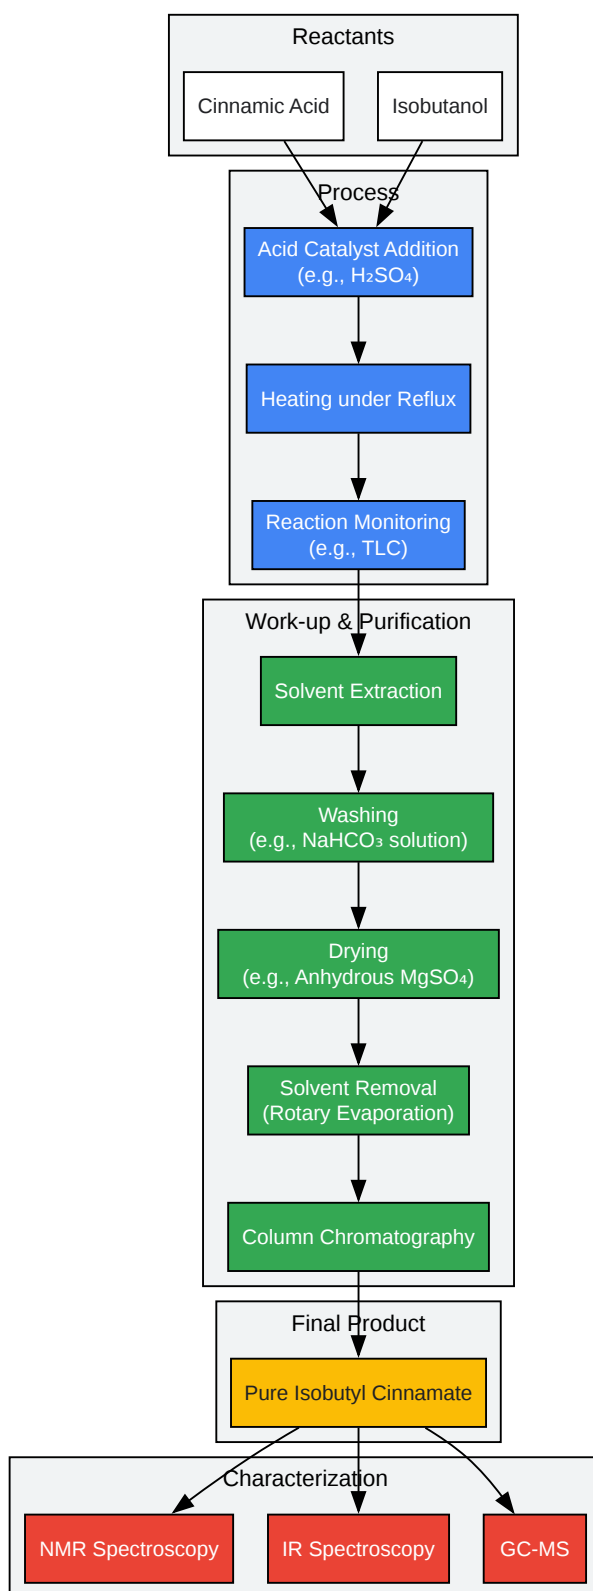 Reactants
Cinnamic Acid
Isobutanol
Process
Acid Catalyst Addition
(e.g., H₂SO₄)
Heating under Reflux
Reaction Monitoring
(e.g., TLC)
Work-up & Purification
Solvent Extraction
Washing
(e.g., NaHCO₃ solution)
Drying
(e.g., Anhydrous MgSO₄)
Solvent Removal
(Rotary Evaporation)
Column Chromatography
Final Product
Pure Isobutyl Cinnamate
Characterization
NMR Spectroscopy
IR Spectroscopy
GC-MS